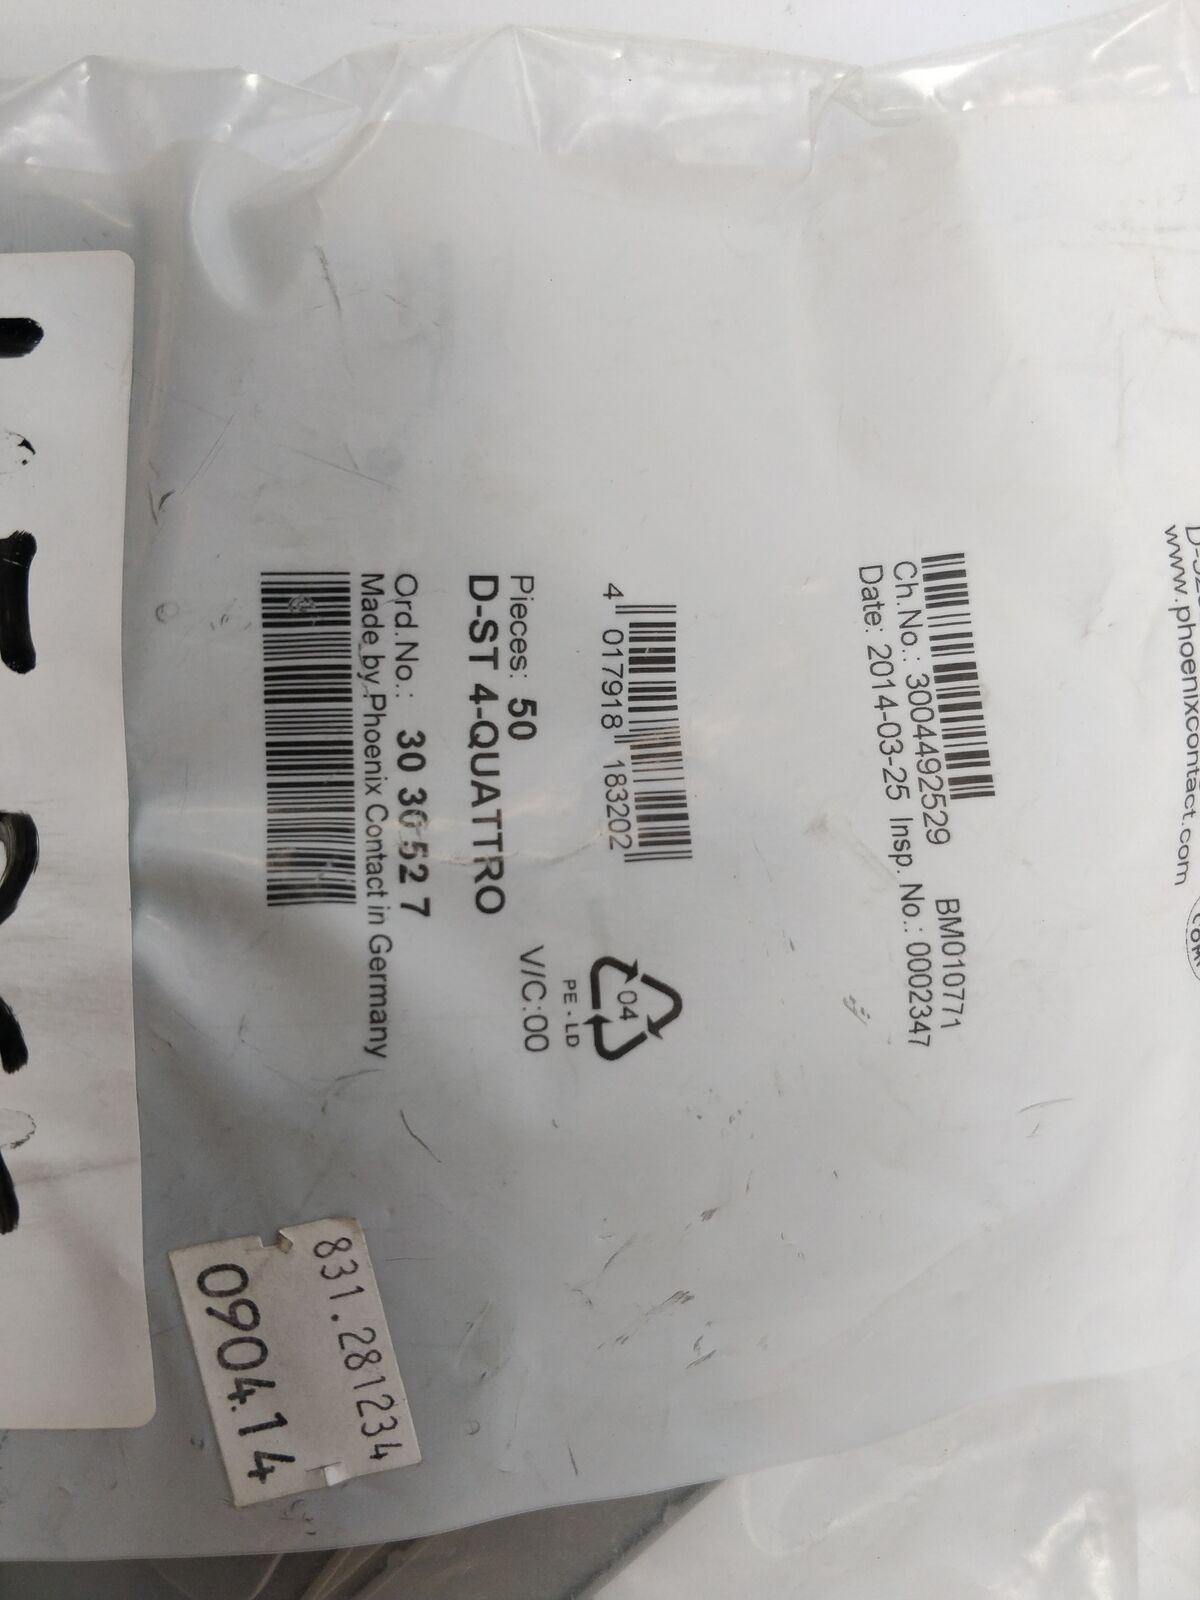 www.phoenixcontact.com
Ch.No.: 3004492529 BM010771
Date: 2014-03-25 Insp. No.: 0002347
4 017918 183202
04
PE - LD
Pieces: 50
V/C:00
D-ST 4-QUATTRO
Ord.No.: 30 30 52 7
Made by Phoenix Contact in Germany
831.281234
0904.14